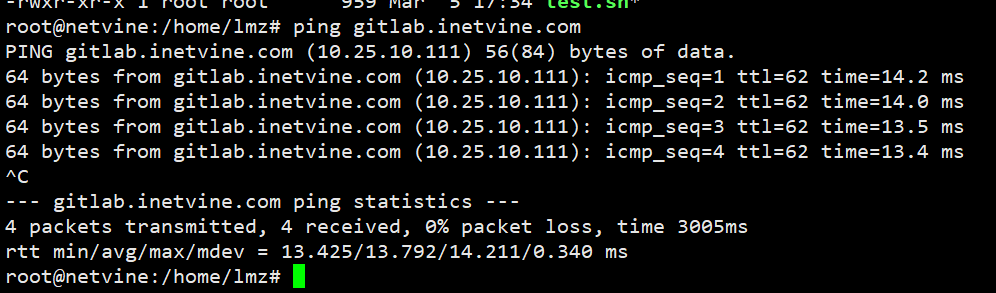 -rwxr-xr-x 1 root root      959 Mar  5 17:34 test.sh*
root@netvine:/home/lmz# ping gitlab.inetvine.com
PING gitlab.inetvine.com (10.25.10.111) 56(84) bytes of data.
64 bytes from gitlab.inetvine.com (10.25.10.111): icmp_seq=1 ttl=62 time=14.2 ms
64 bytes from gitlab.inetvine.com (10.25.10.111): icmp_seq=2 ttl=62 time=14.0 ms
64 bytes from gitlab.inetvine.com (10.25.10.111): icmp_seq=3 ttl=62 time=13.5 ms
64 bytes from gitlab.inetvine.com (10.25.10.111): icmp_seq=4 ttl=62 time=13.4 ms
^C
--- gitlab.inetvine.com ping statistics ---
4 packets transmitted, 4 received, 0% packet loss, time 3005ms
rtt min/avg/max/mdev = 13.425/13.792/14.211/0.340 ms
root@netvine:/home/lmz#